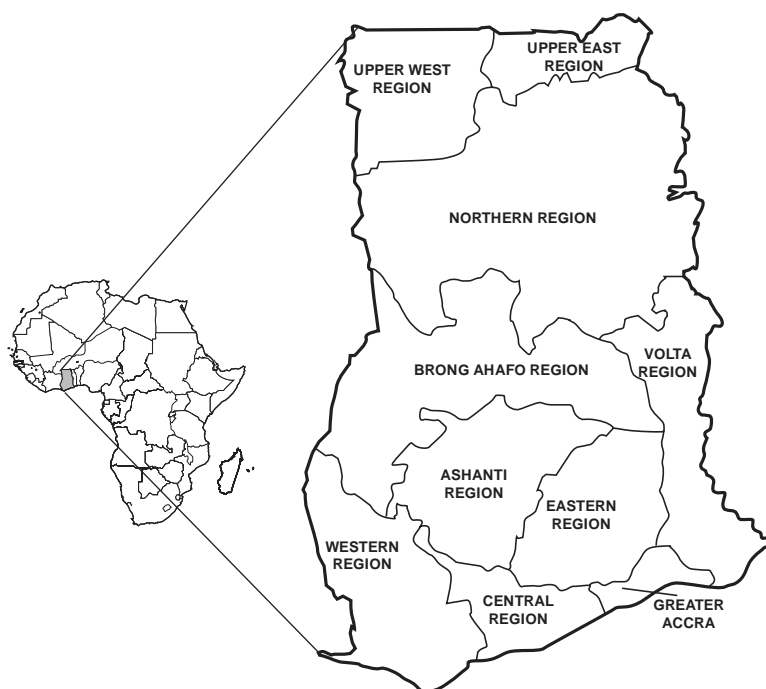 UPPER WEST
REGION
UPPER EAST
REGION
NORTHERN REGION
BRONG AHAFO REGION
VOLTA
REGION
ASHANTI
REGION
EASTERN
REGION
WESTERN
REGION
CENTRAL
REGION
GREATER
ACCRA